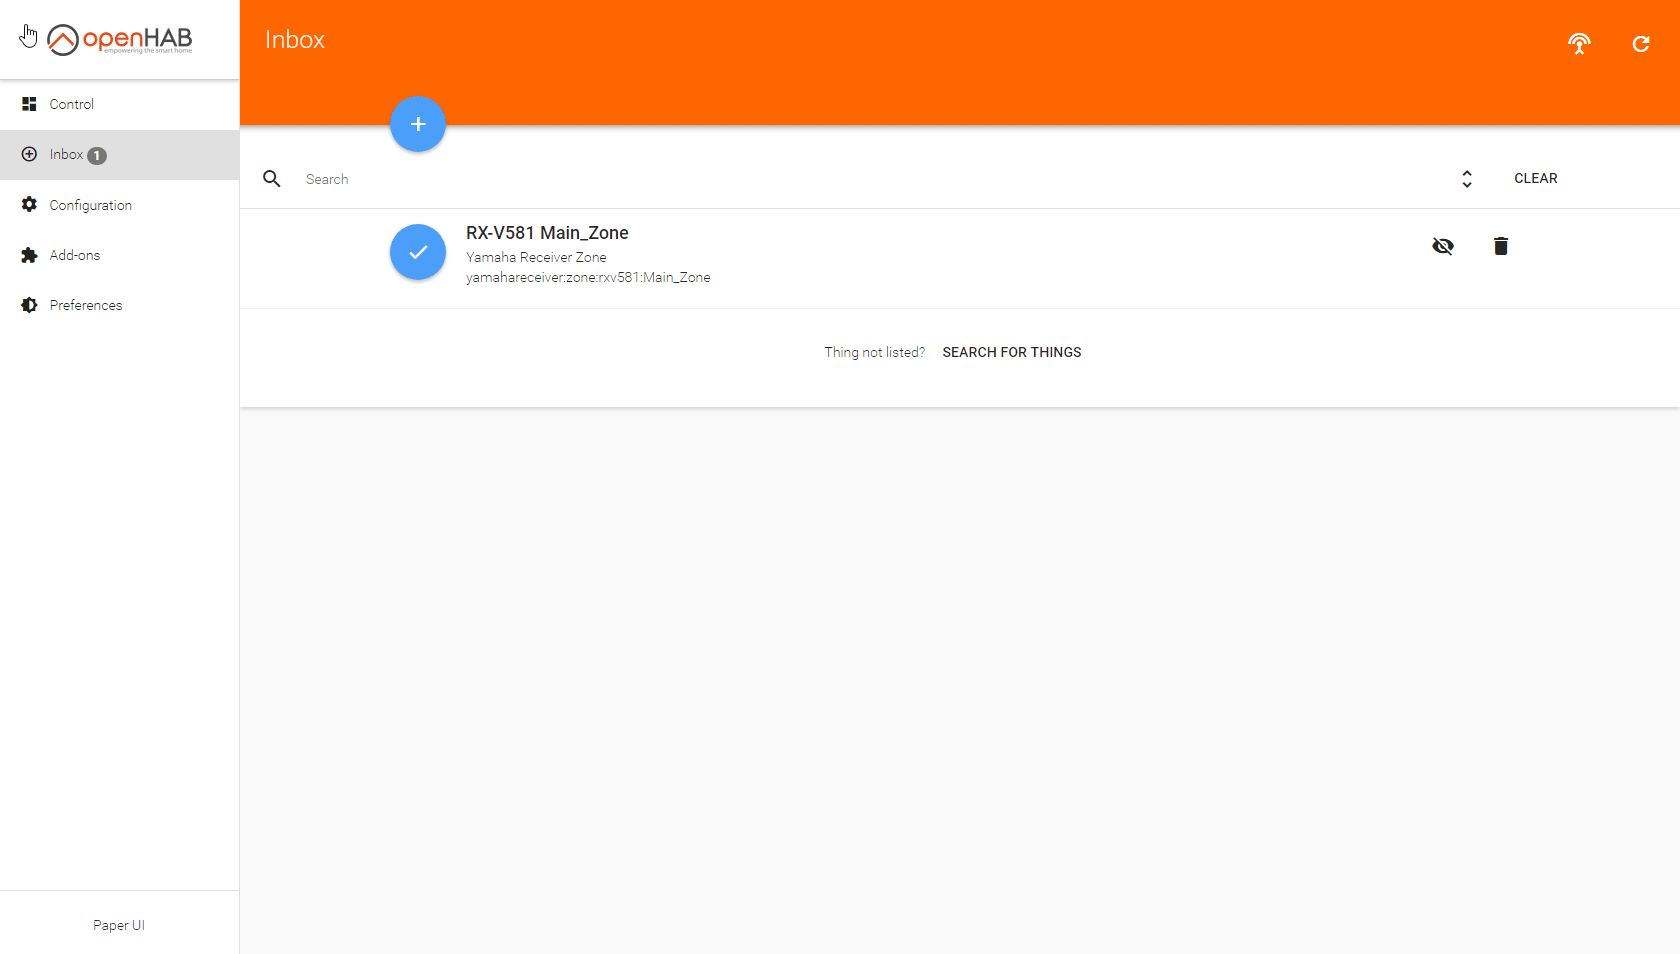 openHAB
empowering the smart home
Inbox
Control
Inbox 1
Configuration
Add-ons
Preferences
Search
CLEAR
RX-V581 Main_Zone
Yamaha Receiver Zone
yamahareceiver:zone:rxv581:Main_Zone
Thing not listed? SEARCH FOR THINGS
Paper UI